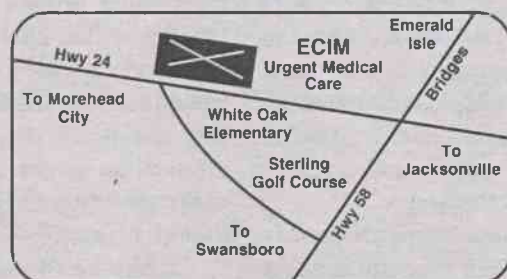 Emerald
Isle
ECIM
Urgent Medical
Care
Bridges
Hwy 24
To Morehead
City
White Oak
Elementary
To
Jacksonville
Sterling
Golf Course
Hwy 58
To
Swansboro